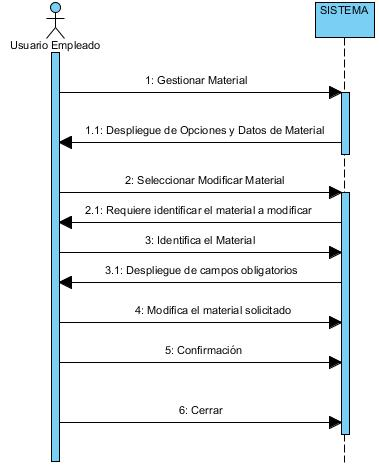 SISTEMA
Usuario Empleado
1: Gestionar Material
1.1: Despliegue de Opciones y Datos de Material
2: Seleccionar Modificar Material
2.1: Requiere identificar el material a modificar
3: Identifica el Material
3.1: Despliegue de campos obligatorios
4: Modifica el material solicitado
5: Confirmación
6: Cerrar